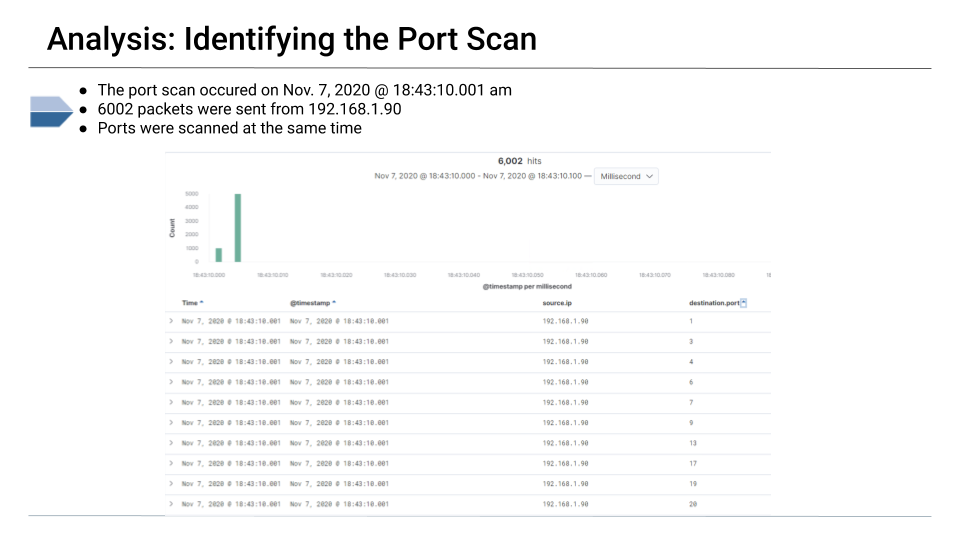 Analysis: Identifying the Port Scan
● The port scan occured on Nov. 7, 2020 @ 18:43:10.001 am
● 6002 packets were sent from 192.168.1.90
● Ports were scanned at the same time
6,002 hits
Nov 7, 2020 @ 18:43:10.000 - Nov 7, 2020 @ 18:43:10.100 — Millisecond
5000
4000
3000
2000
1000
0
Count
18:43:10.000 18:43:10.010 18:43:10.020 18:43:10.030 18:43:10.040 18:43:10.050 18:43:10.060 18:43:10.070 18:43:10.080
@timestamp per millisecond
Time @timestamp source.ip destination.port
> Nov 7, 2020 @ 18:43:10.001 Nov 7, 2020 @ 18:43:10.001 192.168.1.90 1
> Nov 7, 2020 @ 18:43:10.001 Nov 7, 2020 @ 18:43:10.001 192.168.1.90 3
> Nov 7, 2020 @ 18:43:10.001 Nov 7, 2020 @ 18:43:10.001 192.168.1.90 4
> Nov 7, 2020 @ 18:43:10.001 Nov 7, 2020 @ 18:43:10.001 192.168.1.90 6
> Nov 7, 2020 @ 18:43:10.001 Nov 7, 2020 @ 18:43:10.001 192.168.1.90 7
> Nov 7, 2020 @ 18:43:10.001 Nov 7, 2020 @ 18:43:10.001 192.168.1.90 9
> Nov 7, 2020 @ 18:43:10.001 Nov 7, 2020 @ 18:43:10.001 192.168.1.90 13
> Nov 7, 2020 @ 18:43:10.001 Nov 7, 2020 @ 18:43:10.001 192.168.1.90 17
> Nov 7, 2020 @ 18:43:10.001 Nov 7, 2020 @ 18:43:10.001 192.168.1.90 19
> Nov 7, 2020 @ 18:43:10.001 Nov 7, 2020 @ 18:43:10.001 192.168.1.90 20